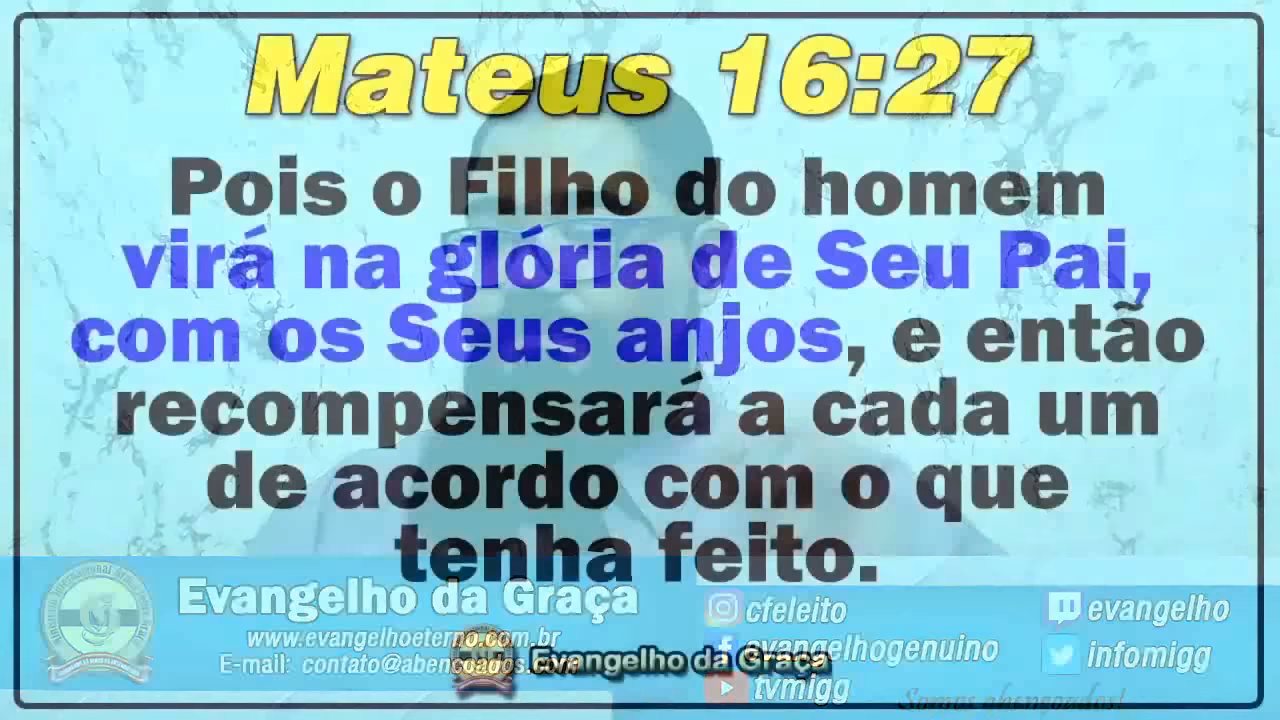 Mateus 16:27
Pois o Filho do homem
virá na glória de Seu Pai,
com os Seus anjos, e então
recompensará a cada um
de acordo com o que
tenha feito.
Evangelho da Graça
www.evangelhoeterno.com.br
E-mail: contato@abencoados.com
cfeleito
evangelho
evangelhogenuino
infomigg
tvmigg
Evangelho da Graça
Somos abençoados!